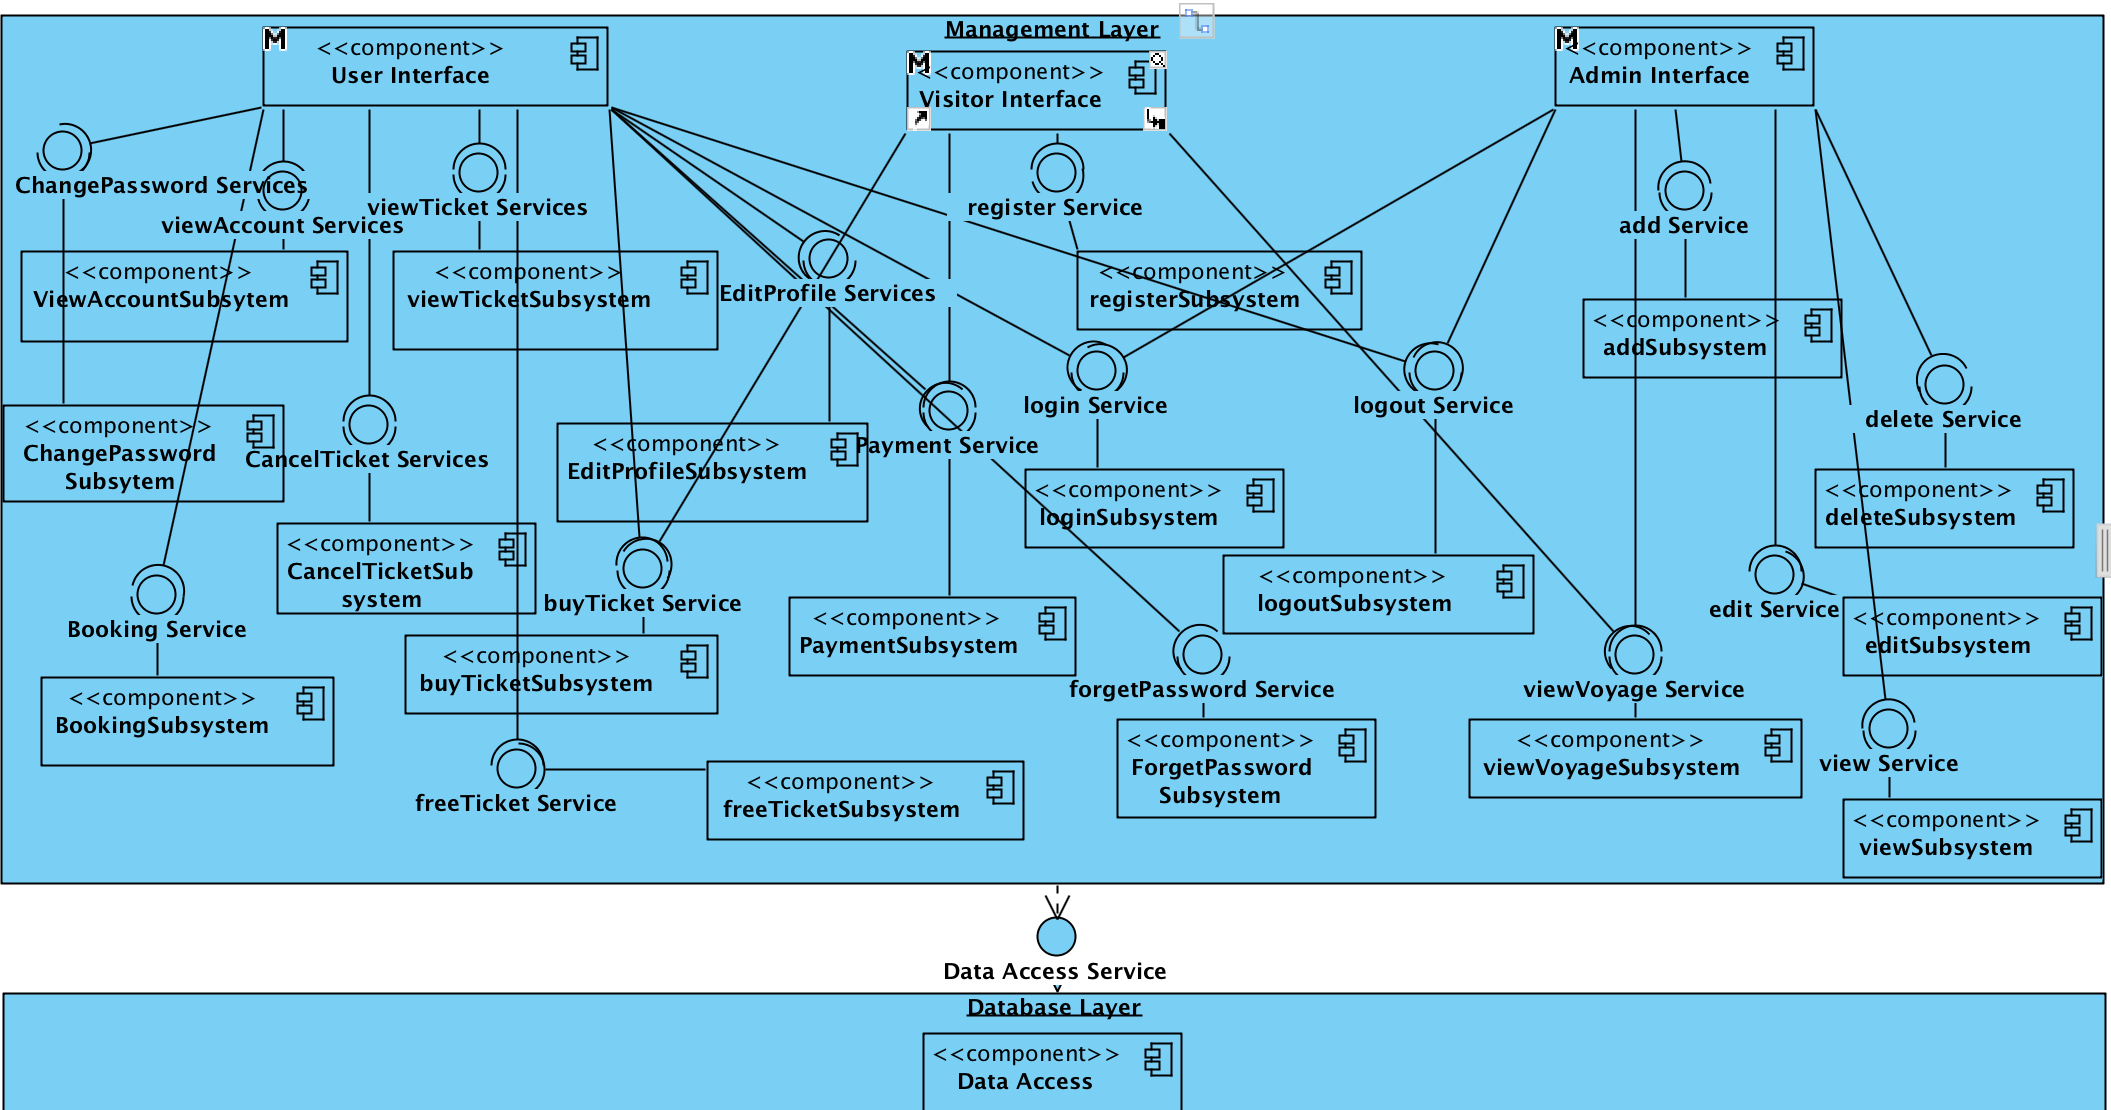 Management Layer
<<component>>
User Interface
<<component>>
Visitor Interface
<<component>>
Admin Interface
ChangePassword Services
viewAccount Services
viewTicket Services
register Service
add Service
<<component>>
ViewAccountSubsytem
<<component>>
viewTicketSubsystem
EditProfile Services
<<component>>
registerSubsystem
<<component>>
addSubsystem
<<component>>
ChangePassword
Subsytem
CancelTicket Services
<<component>>
EditProfileSubsystem
Payment Service
login Service
logout Service
delete Service
<<component>>
CancelTicketSub
system
<<component>>
loginSubsystem
<<component>>
deleteSubsystem
Booking Service
buyTicket Service
<<component>>
logoutSubsystem
edit Service
<<component>>
BookingSubsystem
<<component>>
buyTicketSubsystem
<<component>>
PaymentSubsystem
<<component>>
editSubsystem
forgetPassword Service
viewVoyage Service
freeTicket Service
<<component>>
freeTicketSubsystem
<<component>>
ForgetPassword
Subsystem
<<component>>
viewVoyageSubsystem
view Service
<<component>>
viewSubsystem
Data Access Service
Database Layer
<<component>>
Data Access